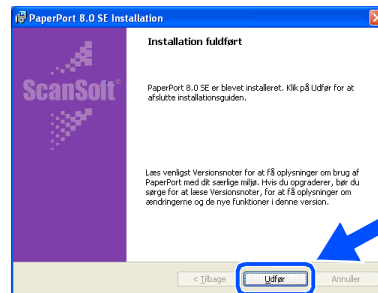 PaperPort 8.0 SE Installation
Installation fuldført
ScanSoft®
PaperPort 8.0 SE er blevet installeret. Klik på Udfør for at
afslutte installationsguiden.
Læs venligst Versionsnoter for at få oplysninger om brug af
PaperPort med dit særlige miljø. Hvis du opgraderer, bør du
sørge for at læse Versionsnoter, for at få oplysninger om
ændringerne og de nye funktioner i denne version.
< Tilbage Udfør Annuller